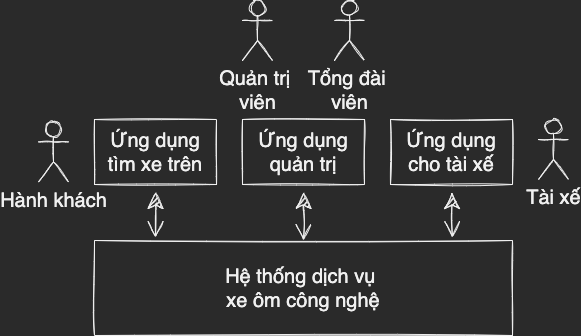 Quản trị
viên
Tổng đài
viên
Hành khách
Ứng dụng
tìm xe trên
Ứng dụng
quản trị
Ứng dụng
cho tài xế
Tài xế
Hệ thống dịch vụ
xe ôm công nghệ